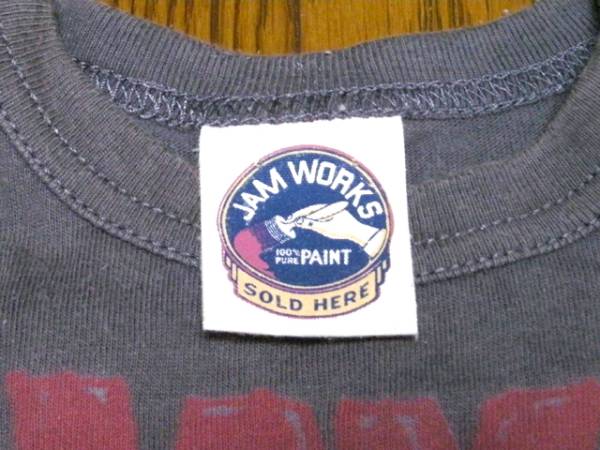 JAM WORKS
100%
PURE PAINT
SOLD HERE